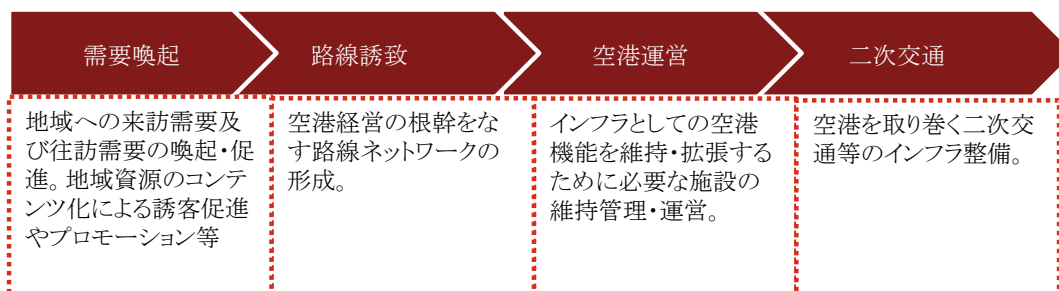 需要喚起
路線誘致
空港運営
二次交通
地域への来訪需要及
び往訪需要の喚起・促
進。地域資源のコンテ
ンツ化による誘客促進
やプロモーション等
空港経営の根幹をな
す路線ネットワークの
形成。
インフラとしての空港
機能を維持・拡張する
ために必要な施設の
維持管理・運営。
空港を取り巻く二次交
通等のインフラ整備。